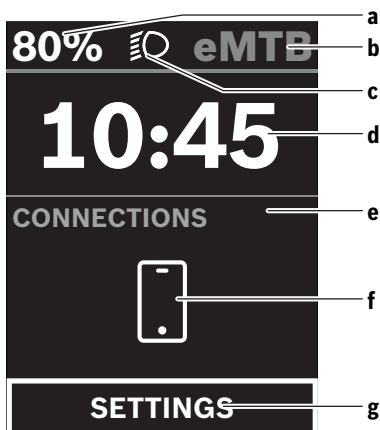 80% eMTB a
b
c
10:45 d
CONNECTIONS e
f
SETTINGS g